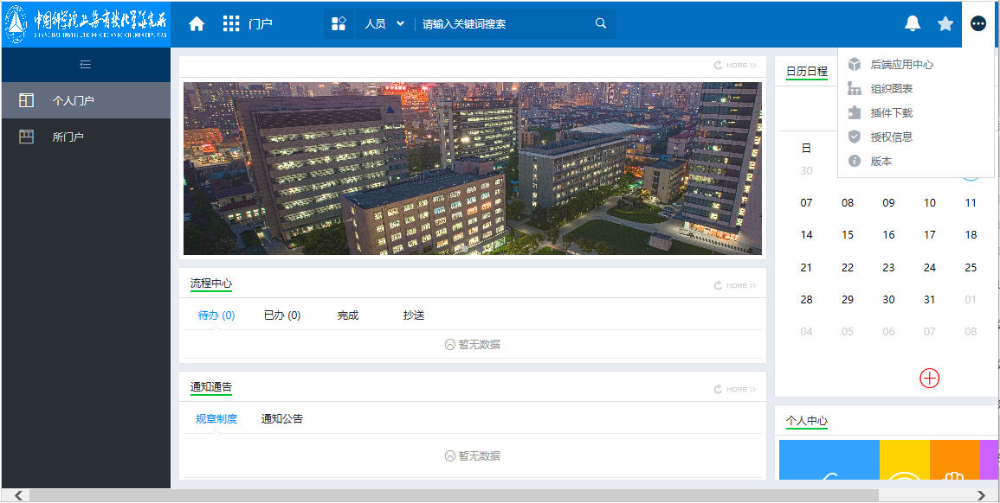 中国科学院上海有机化学研究所
SHANGHAI INSTITUTE OF ORGANIC CHEMISTRY, CAS
门户
人员
请输入关键词搜索
个人门户
所门户
MORE>>
日历日程
后端应用中心
组织图表
插件下载
授权信息
版本
日
30
07 08 09 10 11
14 15 16 17 18
21 22 23 24 25
28 29 30 31 01
04 05 06 07 08
流程中心
MORE>>
待办 (0) 已办 (0) 完成 抄送
暂无数据
通知通告
MORE>>
规章制度 通知公告
暂无数据
个人中心